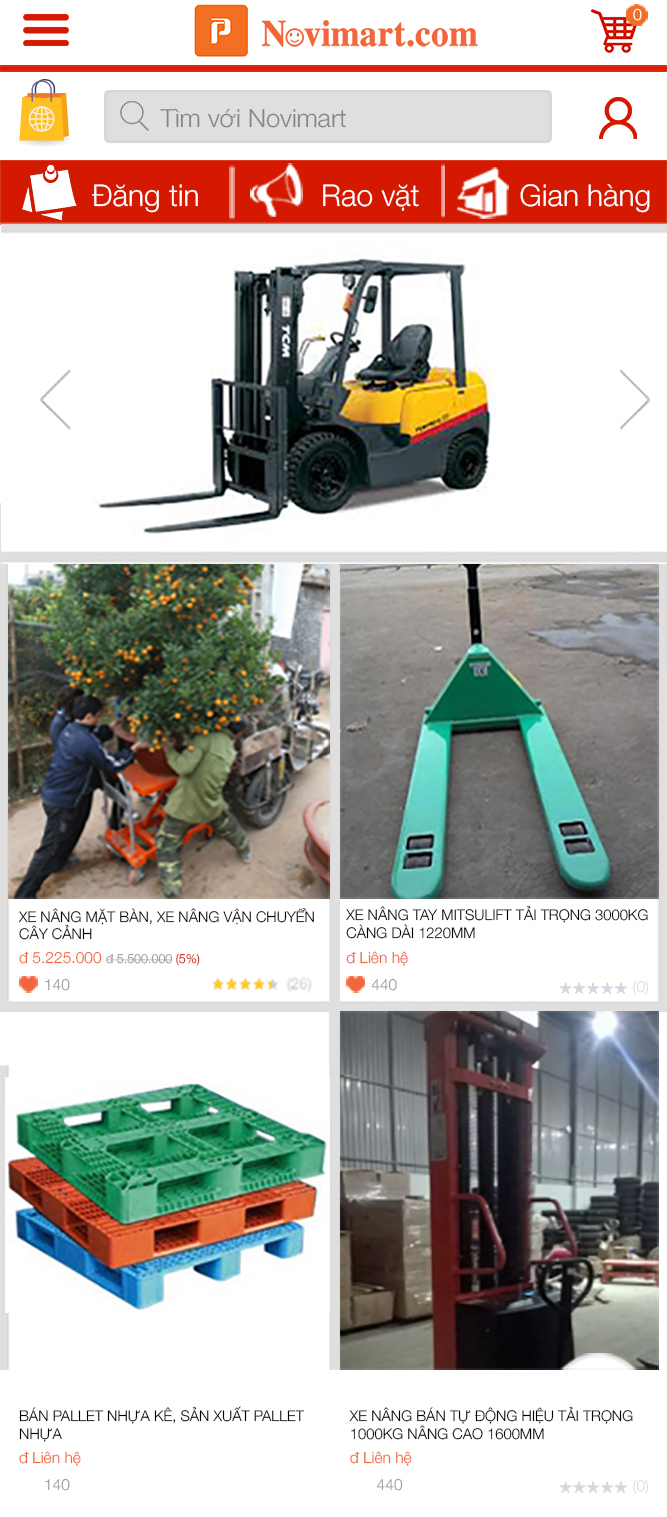 P Novimart.com
0
Tìm với Novimart
Đăng tin
Rao vặt
Gian hàng
TCM
XE NÂNG MẶT BÀN, XE NÂNG VẬN CHUYỂN
CÂY CẢNH
đ 5.225.000 đ 5.500.000 (5%)
140
(26)
XE NÂNG TAY MITSULIFT TẢI TRỌNG 3000KG
CÀNG DÀI 1220MM
đ Liên hệ
440
(0)
BÁN PALLET NHỰA KÊ, SẢN XUẤT PALLET
NHỰA
đ Liên hệ
140
XE NÂNG BÁN TỰ ĐỘNG HIỆU TẢI TRỌNG
1000KG NÂNG CAO 1600MM
đ Liên hệ
440
(0)